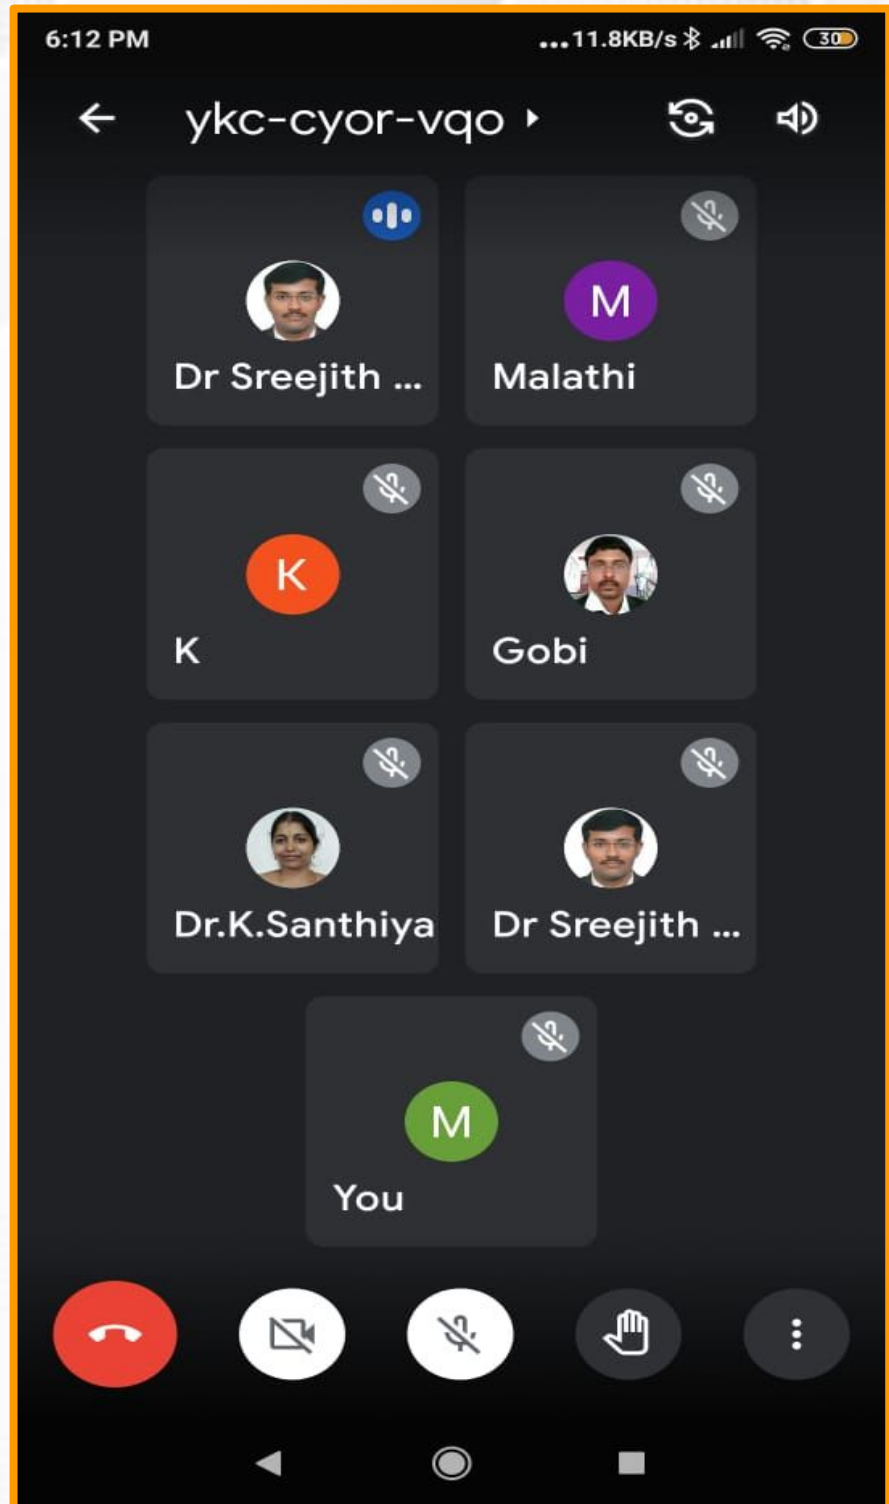 6:12 PM ...11.8KB/s 30
ykc-cyor-vqo
Dr Sreejith ... M Malathi
K K Gobi
Dr.K.Santhiya Dr Sreejith ...
M
You